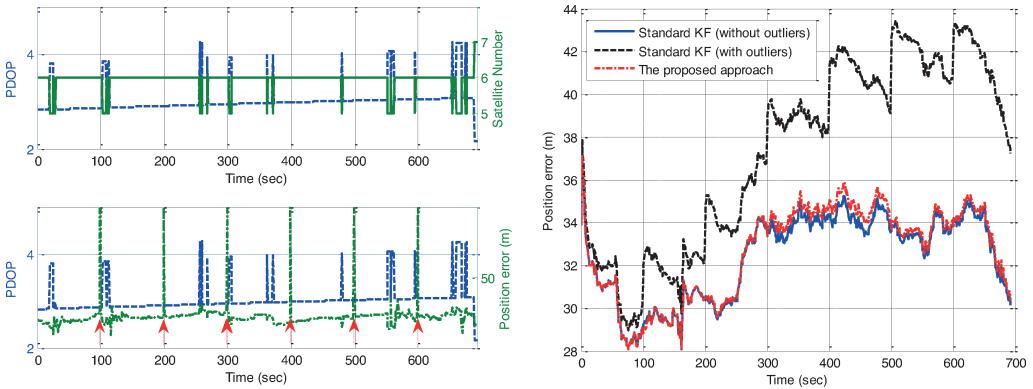 4
2
PDOP
7
6
5
Satellite Number
0 100 200 300 400 500 600
Time (sec)
4
2
PDOP
50
Position error (m)
0 100 200 300 400 500 600
Time (sec)
44
42
40
38
36
34
32
30
28
Position error (m)
Standard KF (without outliers)
Standard KF (with outliers)
The proposed approach
0 100 200 300 400 500 600 700
Time (sec)